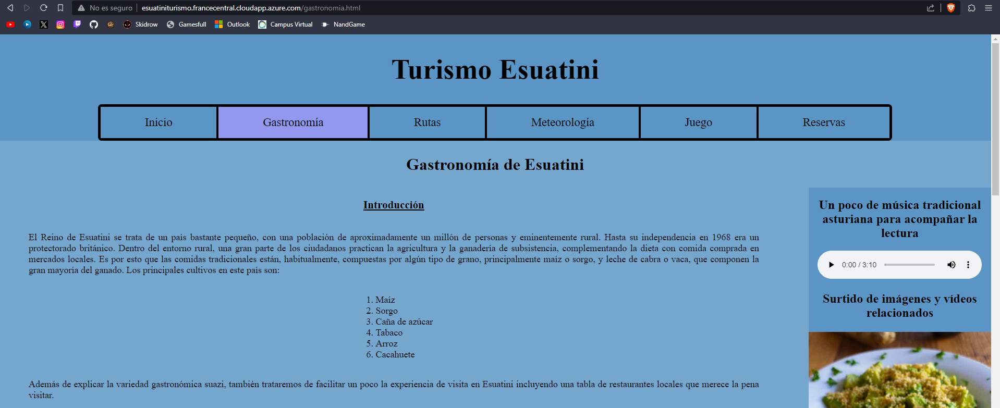 No es seguro esuatiniturismo.francecentral.cloudapp.azure.com/gastronomia.html
Skidrow Gamesfull Outlook Campus Virtual NandGame
Turismo Esuatini
Inicio Gastronomía Rutas Meteorología Juego Reservas
Gastronomía de Esuatini
Introducción
El Reino de Esuatini se trata de un país bastante pequeño, con una población de aproximadamente un millón de personas y eminentemente rural. Hasta su independencia en 1968 era un
protectorado británico. Dentro del entorno rural, una gran parte de los ciudadanos practican la agricultura y la ganadería de subsistencia, complementando la dieta con comida comprada en
mercados locales. Es por esto que las comidas tradicionales están, habitualmente, compuestas por algún tipo de grano, principalmente maíz o sorgo, y leche de cabra o vaca, que componen la
gran mayoría del ganado. Los principales cultivos en este país son:
1. Maíz
2. Sorgo
3. Caña de azúcar
4. Tabaco
5. Arroz
6. Cacahuete
Además de explicar la variedad gastronómica suazi, también trataremos de facilitar un poco la experiencia de visita en Esuatini incluyendo una tabla de restaurantes locales que merece la pena
visitar.
Un poco de música tradicional
asturiana para acompañar la
lectura
0:00 / 3:10
Surtido de imágenes y vídeos
relacionados